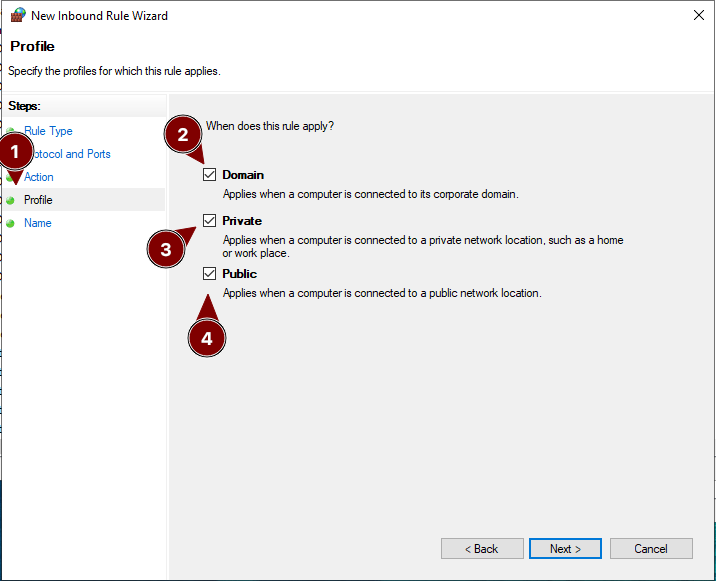 New Inbound Rule Wizard
Profile
Specify the profiles for which this rule applies.
Steps:
Rule Type
Protocol and Ports
Action
Profile
Name
1
When does this rule apply?
2
Domain
Applies when a computer is connected to its corporate domain.
3
Private
Applies when a computer is connected to a private network location, such as a home
or work place.
Public
Applies when a computer is connected to a public network location.
4
< Back
Next >
Cancel